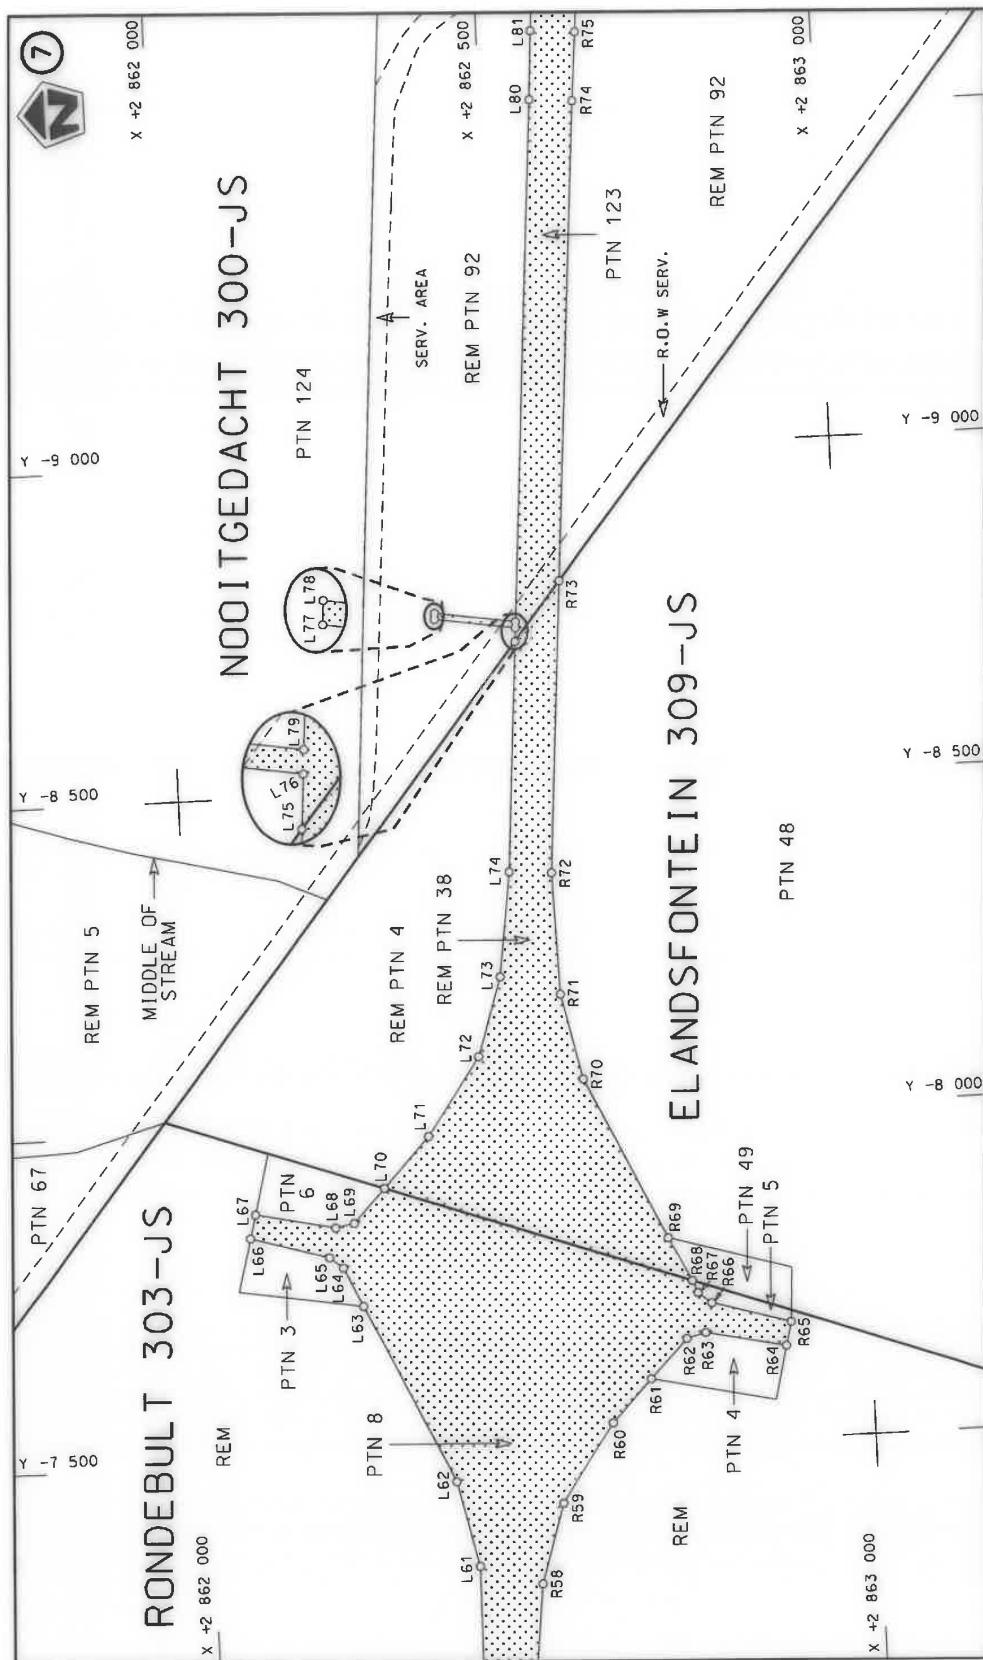 7
N
X +2 862 000
X +2 862 500
X +2 863 000
L81
R75
L80
R74
REM PTN 92
PTN 123
NOOITGEDACHT 300-JS
PTN 124
SERV. AREA
REM PTN 92
R.O.W SERV.
Y -9 000
Y -9 000
L77
L78
R73
L79
L76
L75
Y -8 500
Y -8 500
ELANDSFONTEIN 309-JS
PTN 48
MIDDLE OF
STREAM
REM PTN 5
REM PTN 4
REM PTN 38
L74
R72
L73
R71
L72
R70
Y -8 000
L71
L70
PTN 67
PTN
6
L67
L68
L69
L66
L65
L64
L63
PTN 3
R69
R68
R67
R66
PTN 49
PTN 5
R65
R64
R63
R62
R61
PTN 4
R60
R59
R58
RONDEBULT 303-JS
REM
PTN 8
Y -7 500
L62
L61
REM
X +2 862 000
X +2 863 000